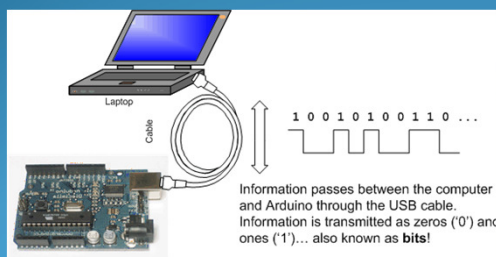 Laptop
Cable
1 0 0 1 0 1 0 0 1 1 0 ...
Information passes between the computer
and Arduino through the USB cable.
Information is transmitted as zeros (‘0’) and
ones (‘1’)... also known as bits!